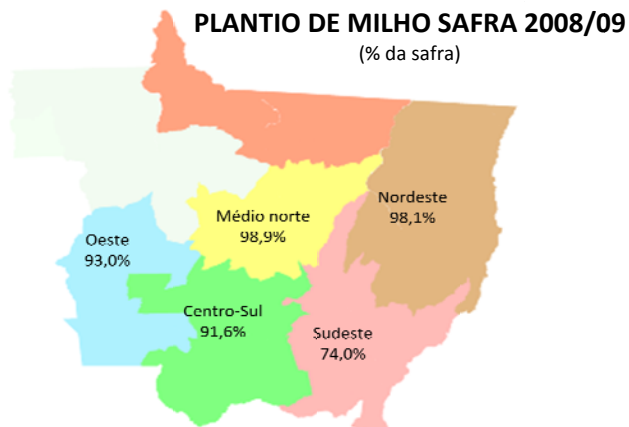 PLANTIO DE MILHO SAFRA 2008/09
(% da safra)
Nordeste
98,1%
Médio norte
98,9%
Oeste
93,0%
Centro-Sul
91,6%
Sudeste
74,0%